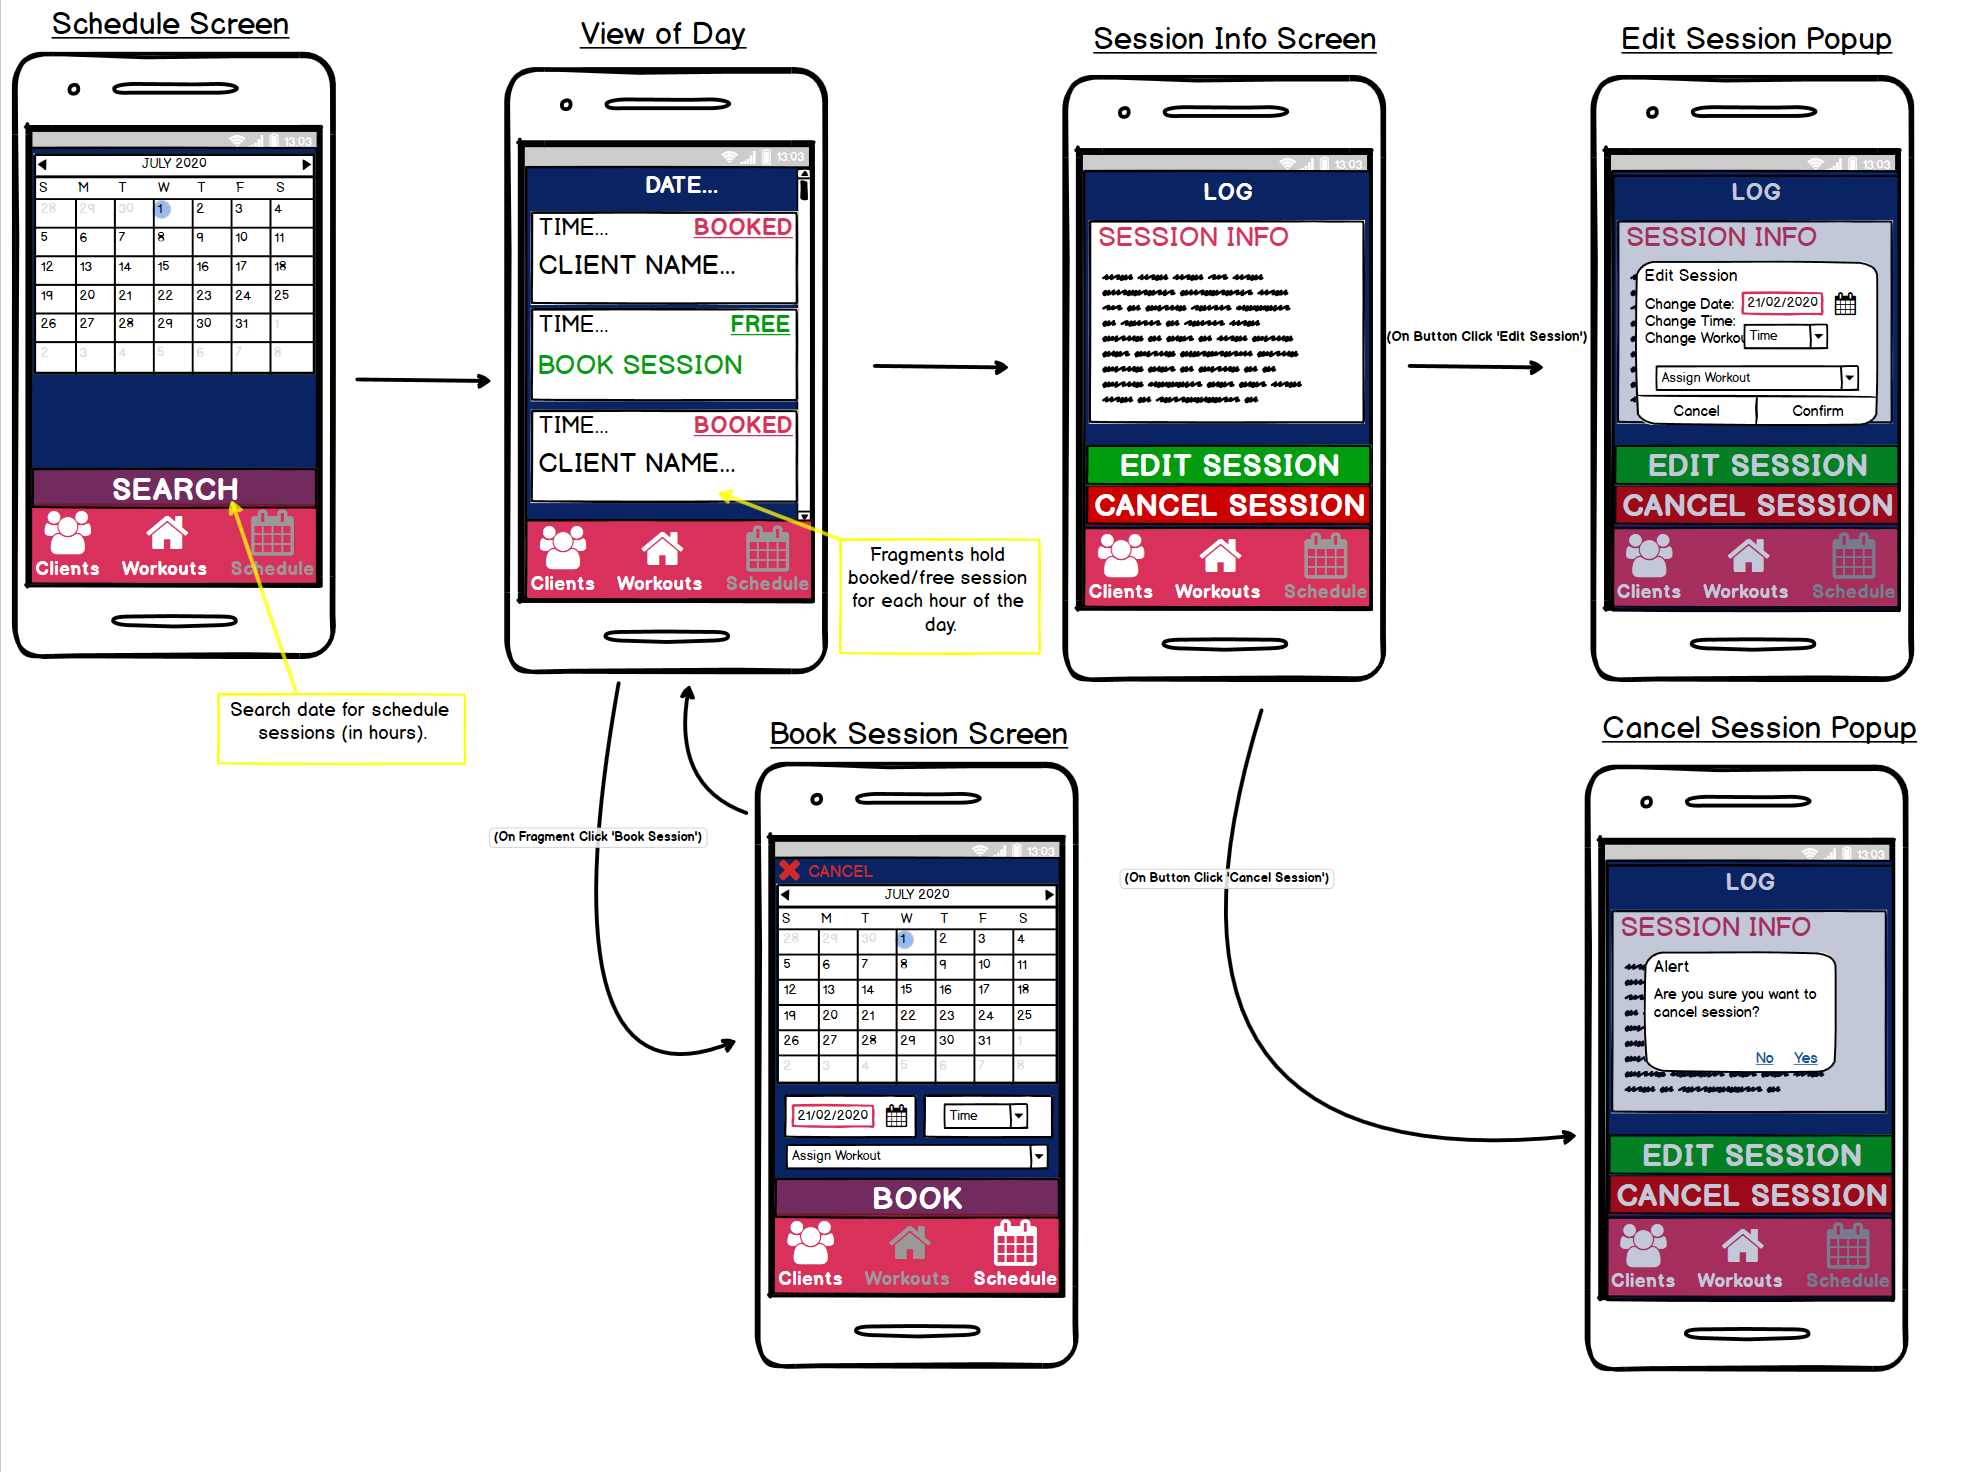 Schedule Screen
13:03
JULY 2020
S M T W T F S
28 29 30 1 2 3 4
5 6 7 8 9 10 11
12 13 14 15 16 17 18
19 20 21 22 23 24 25
26 27 28 29 30 31 1
2 3 4 5 6 7 8
SEARCH
Clients Workouts Schedule
Search date for schedule
sessions (in hours).
View of Day
13:03
DATE...
TIME... BOOKED
CLIENT NAME...
TIME... FREE
BOOK SESSION
TIME... BOOKED
CLIENT NAME...
Clients Workouts Schedule
Fragments hold
booked/free session
for each hour of the
day.
(On Fragment Click 'Book Session')
Session Info Screen
13:03
LOG
SESSION INFO
EDIT SESSION
CANCEL SESSION
Clients Workouts Schedule
(On Button Click 'Edit Session')
Edit Session Popup
13:03
LOG
SESSION INFO
Edit Session
Change Date: 21/02/2020
Change Time:
Change Workou Time
Assign Workout
Cancel Confirm
EDIT SESSION
CANCEL SESSION
Clients Workouts Schedule
Book Session Screen
13:03
CANCEL
JULY 2020
S M T W T F S
28 29 30 1 2 3 4
5 6 7 8 9 10 11
12 13 14 15 16 17 18
19 20 21 22 23 24 25
26 27 28 29 30 31 1
2 3 4 5 6 7 8
21/02/2020 Time
Assign Workout
BOOK
Clients Workouts Schedule
(On Button Click 'Cancel Session')
Cancel Session Popup
13:03
LOG
SESSION INFO
Alert
Are you sure you want to
cancel session?
No Yes
EDIT SESSION
CANCEL SESSION
Clients Workouts Schedule